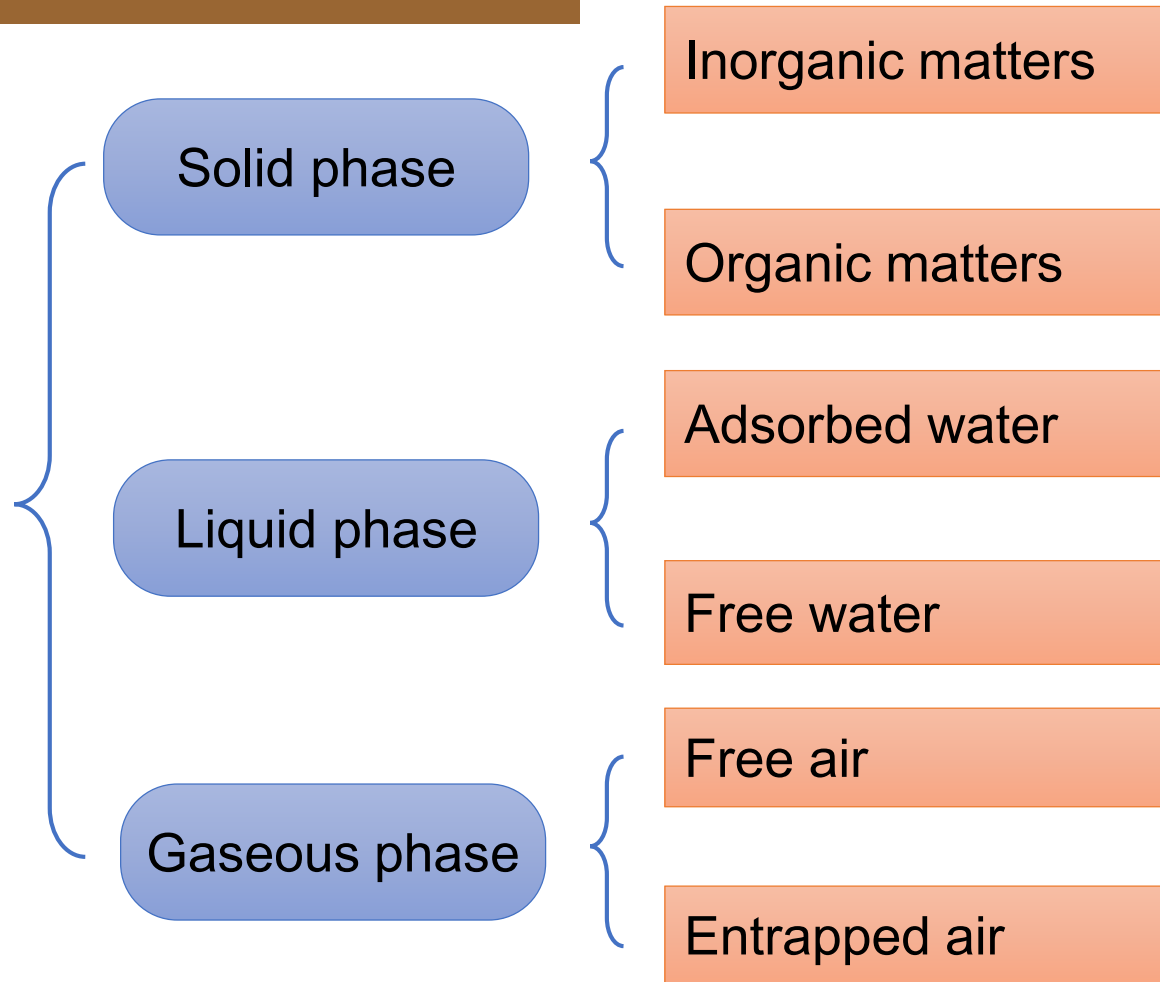 Solid phase
Inorganic matters
Organic matters
Liquid phase
Adsorbed water
Free water
Gaseous phase
Free air
Entrapped air